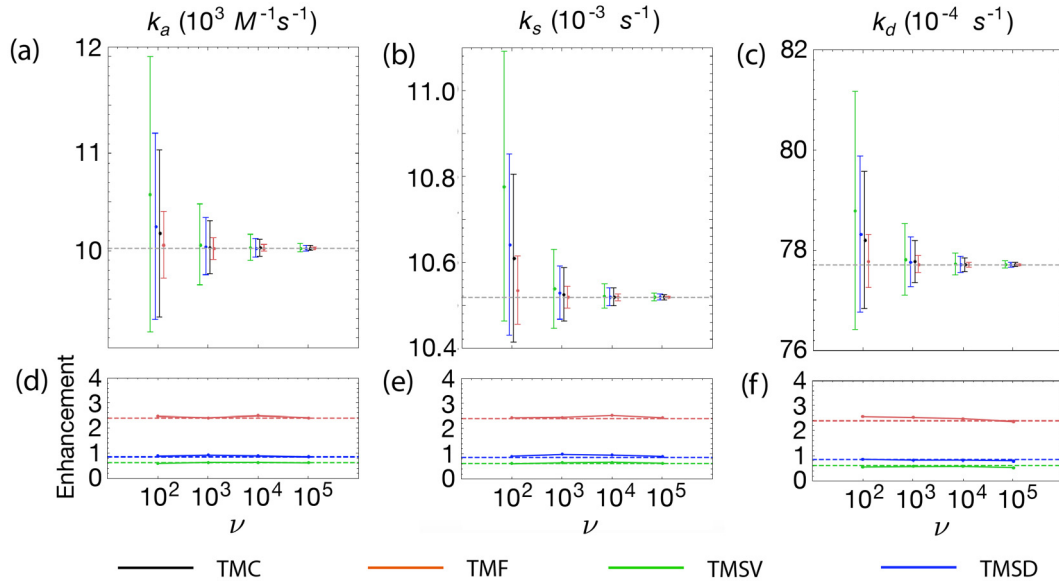 k_a (10^3 M^-1 s^-1)
k_s (10^-3 s^-1)
k_d (10^-4 s^-1)
(a)
12
11
10
(b)
11.0
10.8
10.6
10.4
(c)
82
80
78
76
(d)
4
3
2
1
0
Enhancement
10^2 10^3 10^4 10^5
ν
(e)
4
3
2
1
0
10^2 10^3 10^4 10^5
ν
(f)
4
3
2
1
0
10^2 10^3 10^4 10^5
ν
TMC TMF TMSV TMSD